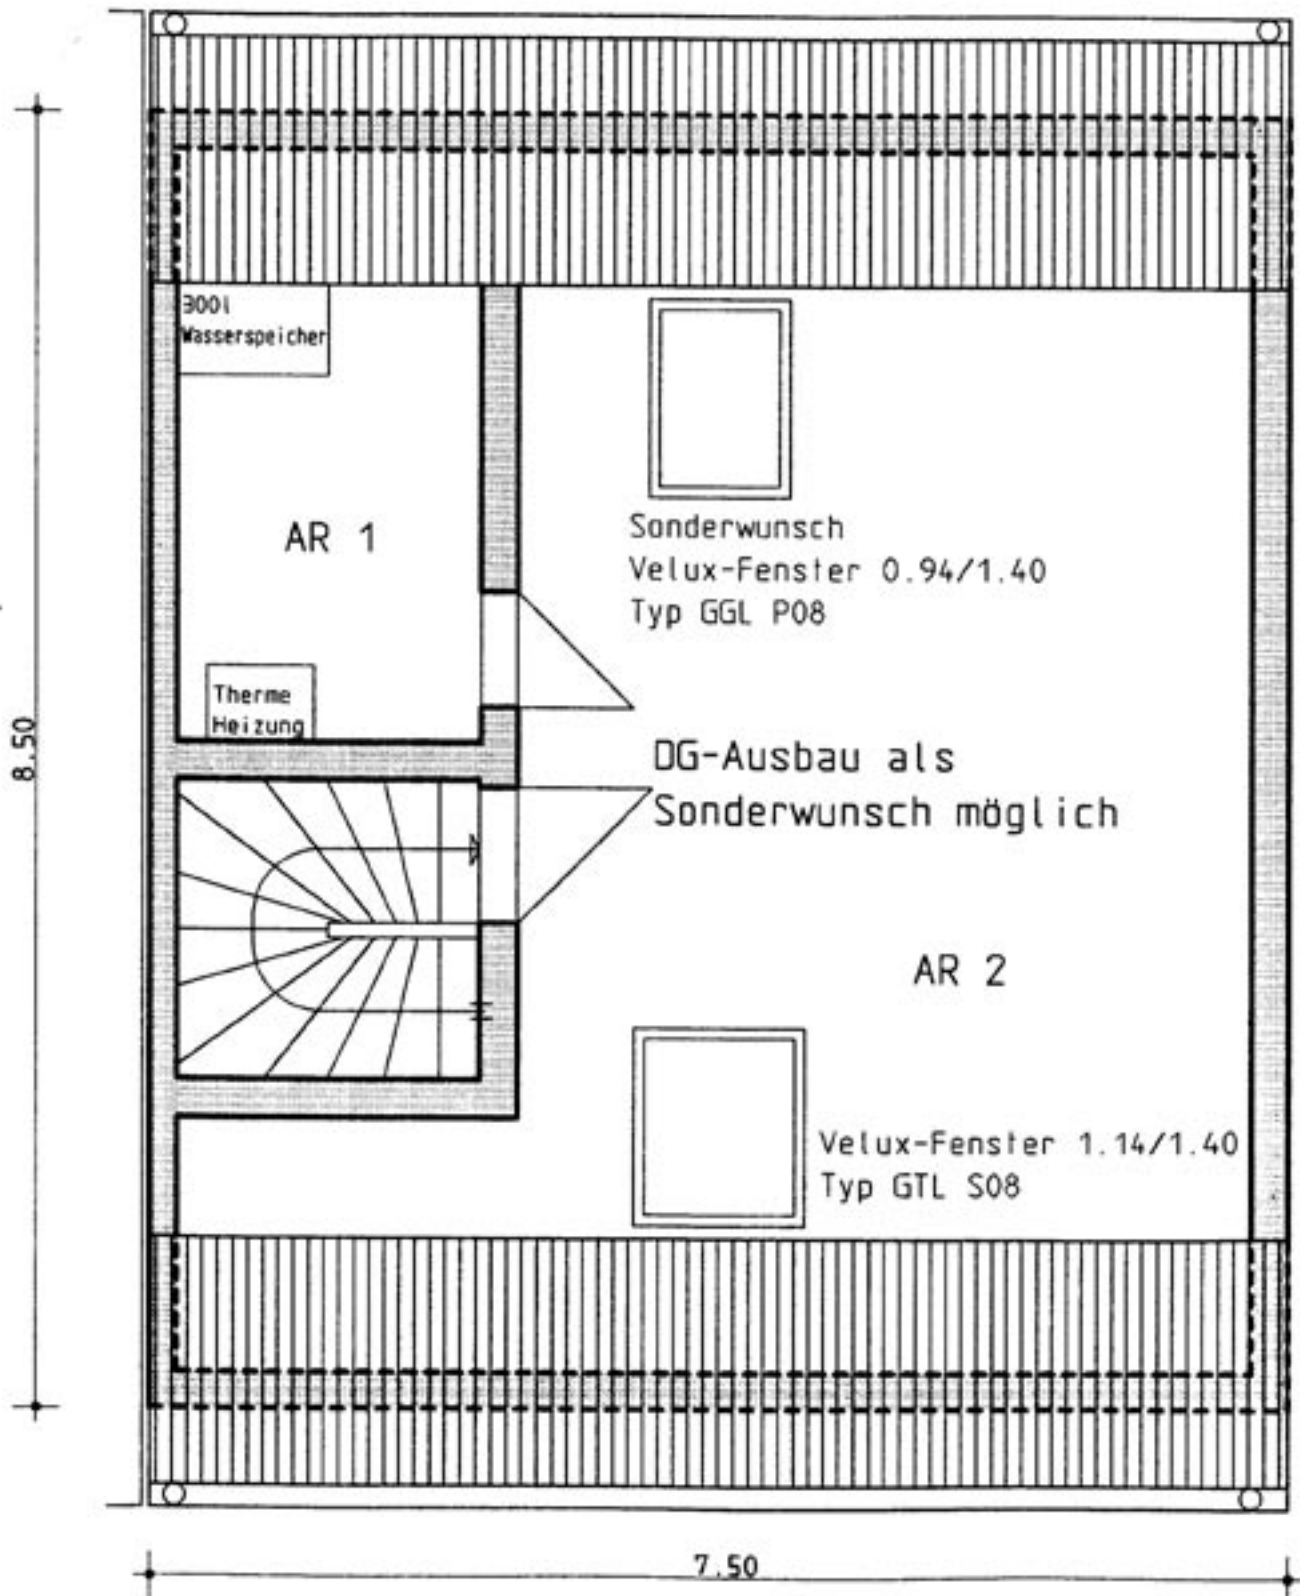 300l
Wasserspeicher
AR 1
Sonderwunsch
Velux-Fenster 0.94/1.40
Typ GGL P08
Therme
Heizung
8.50
DG-Ausbau als
Sonderwunsch möglich
AR 2
Velux-Fenster 1.14/1.40
Typ GTL S08
7.50